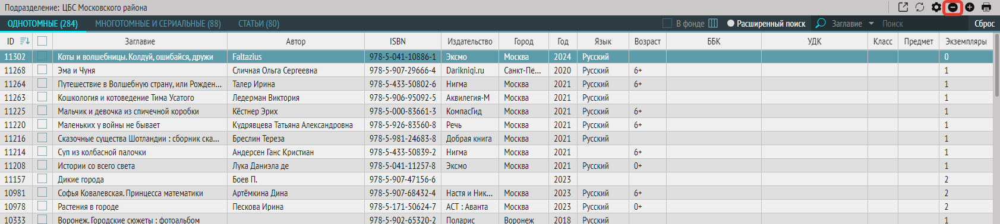 Подразделение: ЦБС Московского района
ОДНОТОМНЫЕ (284) МНОГОТОМНЫЕ И СЕРИАЛЬНЫЕ (88) СТАТЬИ (80) В фонде Расширенный поиск Заглавие Поиск Сброс
ID Заглавие Автор ISBN Издательство Город Год Язык Возраст ББК УДК Класс Предмет Экземпляры
11302 Коты и волшебницы. Колдуй, ошибайся, дружи Faltazius 978-5-041-10886-1 Эксмо Москва 2024 Русский 0
11268 Эма и Чуня Сличная Ольга Сергеевна 978-5-907-29666-4 Darikniqi.ru Санкт-Пе... 2020 Русский 6+ 1
11264 Путешествие в Волшебную страну, или Рожден... Талер Ирина 978-5-433-50802-6 Нигма Москва 2021 Русский 6+ 1
11263 Кошкология и котоведение Тима Усатого Ледерман Виктория 978-5-906-95092-5 Аквилегия-М Москва 2021 Русский 1
11225 Мальчик и девочка из спичечной коробки Кёстнер Эрих 978-5-000-83661-3 КомпасГид Москва 2021 Русский 6+ 1
11220 Маленьких у войны не бывает Кудрявцева Татьяна Александровна 978-5-926-83560-8 Речь Москва 2021 Русский 6+ 1
11216 Сказочные существа Шотландии : сборник ска... Бреслин Тереза 978-5-981-24683-8 Добрая книга Москва 2021 Русский 1
11214 Суп из колбасной палочки Андерсен Ганс Кристиан 978-5-433-50839-2 Нигма Москва 2021 6+ 1
11208 Истории со всего света Лука Даниэла де 978-5-041-11257-8 Эксмо Москва 2021 Русский 0+ 1
11157 Дикие города Боев П. 978-5-907-47156-6 2023 2
10981 Софья Ковалевская. Принцесса математики Артёмкина Дина 978-5-907-68432-4 Настя и Ник... Москва 2023 Русский 6+ 2
10978 Растения в городе Пескова Ирина 978-5-171-50624-7 АСТ : Аванта Москва 2023 Русский 0+ 2
10333 Воронеж. Городские сюжеты : фотоальбом 978-5-902-65320-2 Поларис Воронеж 2018 Русский 1